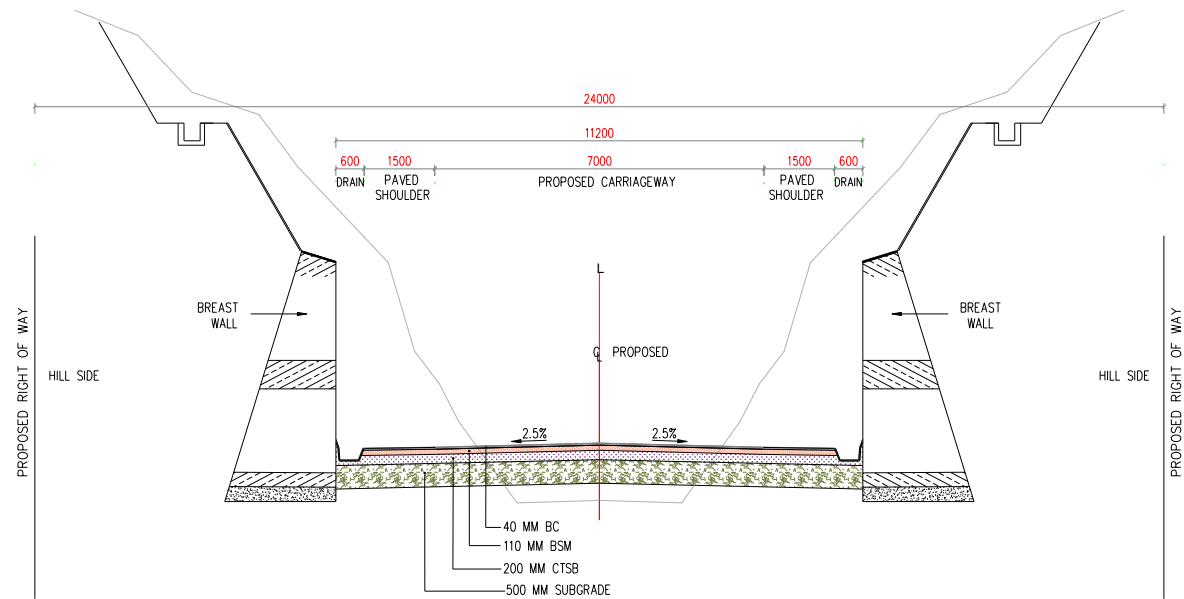 24000
11200
600
1500
7000
1500
600
DRAIN
PAVED
SHOULDER
PROPOSED CARRIAGEWAY
PAVED
SHOULDER
DRAIN
L
BREAST
WALL
BREAST
WALL
℄ PROPOSED
PROPOSED RIGHT OF WAY
HILL SIDE
HILL SIDE
PROPOSED RIGHT OF WAY
2.5%
2.5%
40 MM BC
110 MM BSM
200 MM CTSB
500 MM SUBGRADE